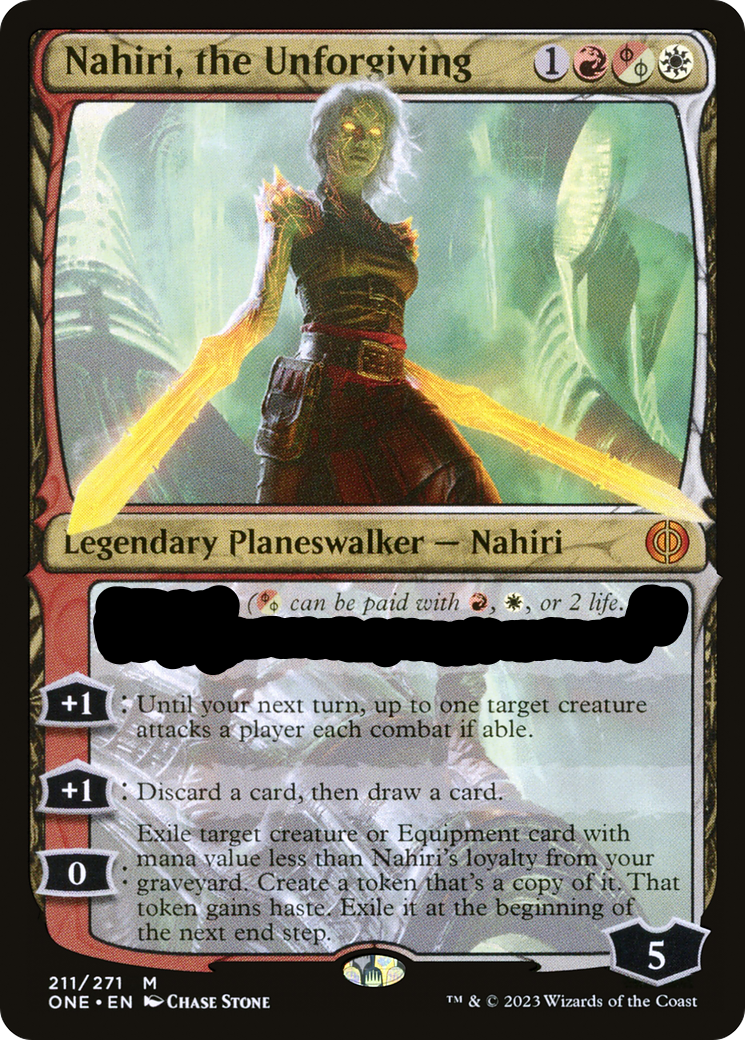 Nahiri, the Unforgiving 1
Legendary Planeswalker — Nahiri
( can be paid with , , or 2 life.
+1 : Until your next turn, up to one target creature
attacks a player each combat if able.
+1 : Discard a card, then draw a card.
Exile target creature or Equipment card with
mana value less than Nahiri's loyalty from your
0 : graveyard. Create a token that's a copy of it. That
token gains haste. Exile it at the beginning of
the next end step.
5
211/271 M
ONE • EN CHASE STONE
™ & © 2023 Wizards of the Coast